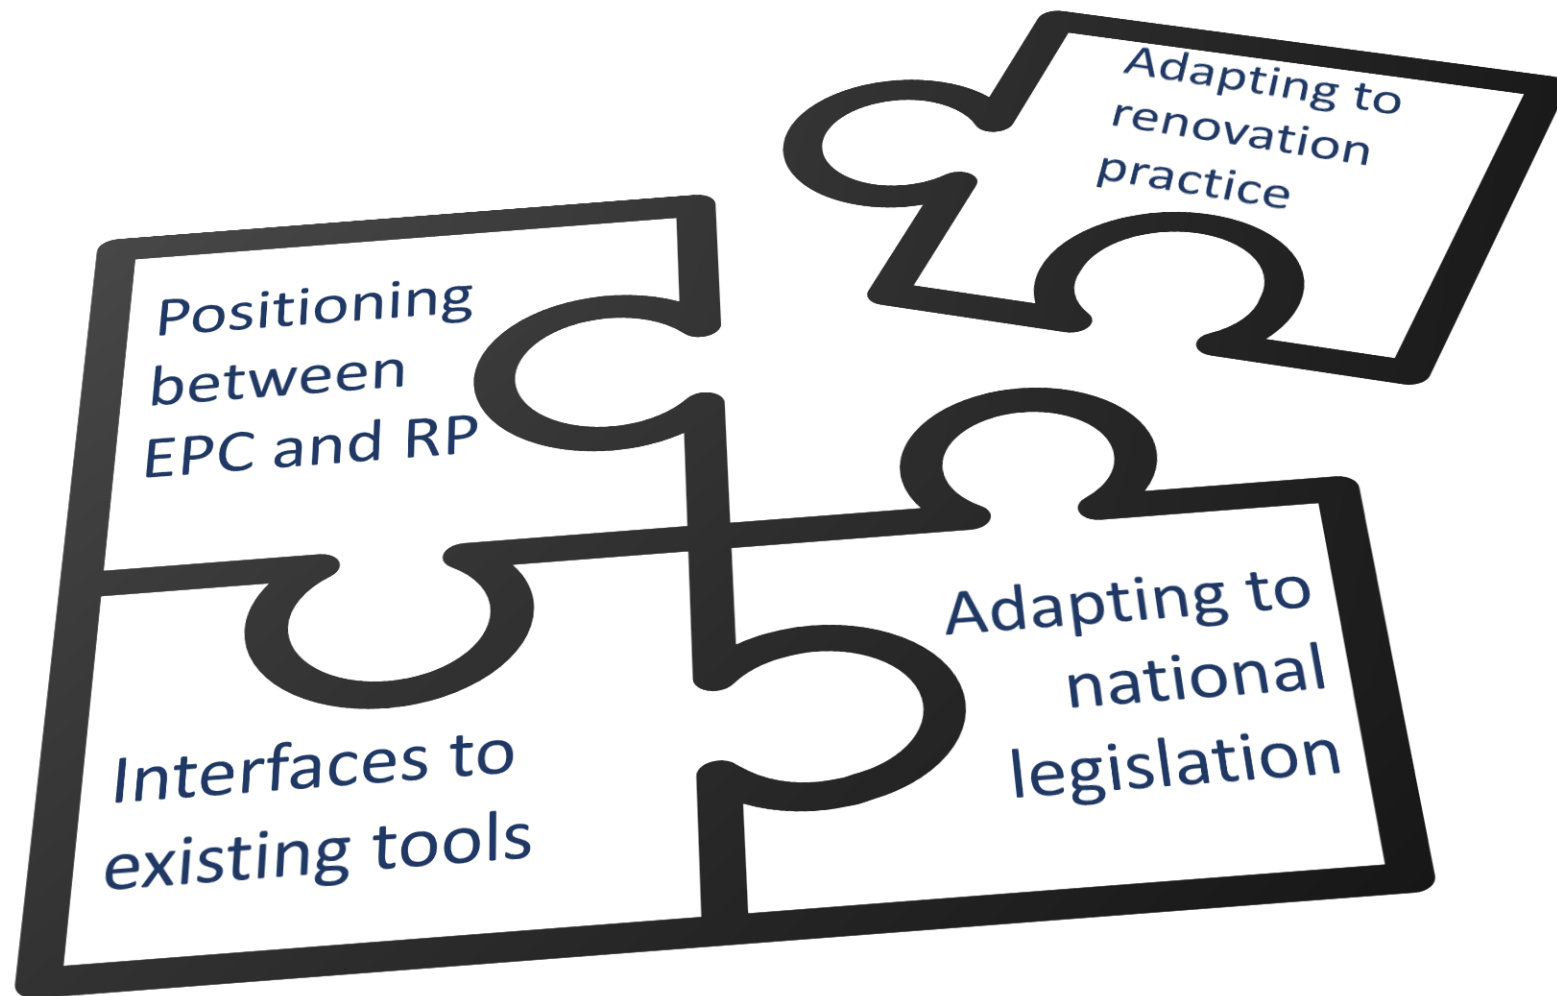 Positioning
between
EPC and RP
Adapting to
renovation
practice
Interfaces to
existing tools
Adapting to
national
legislation